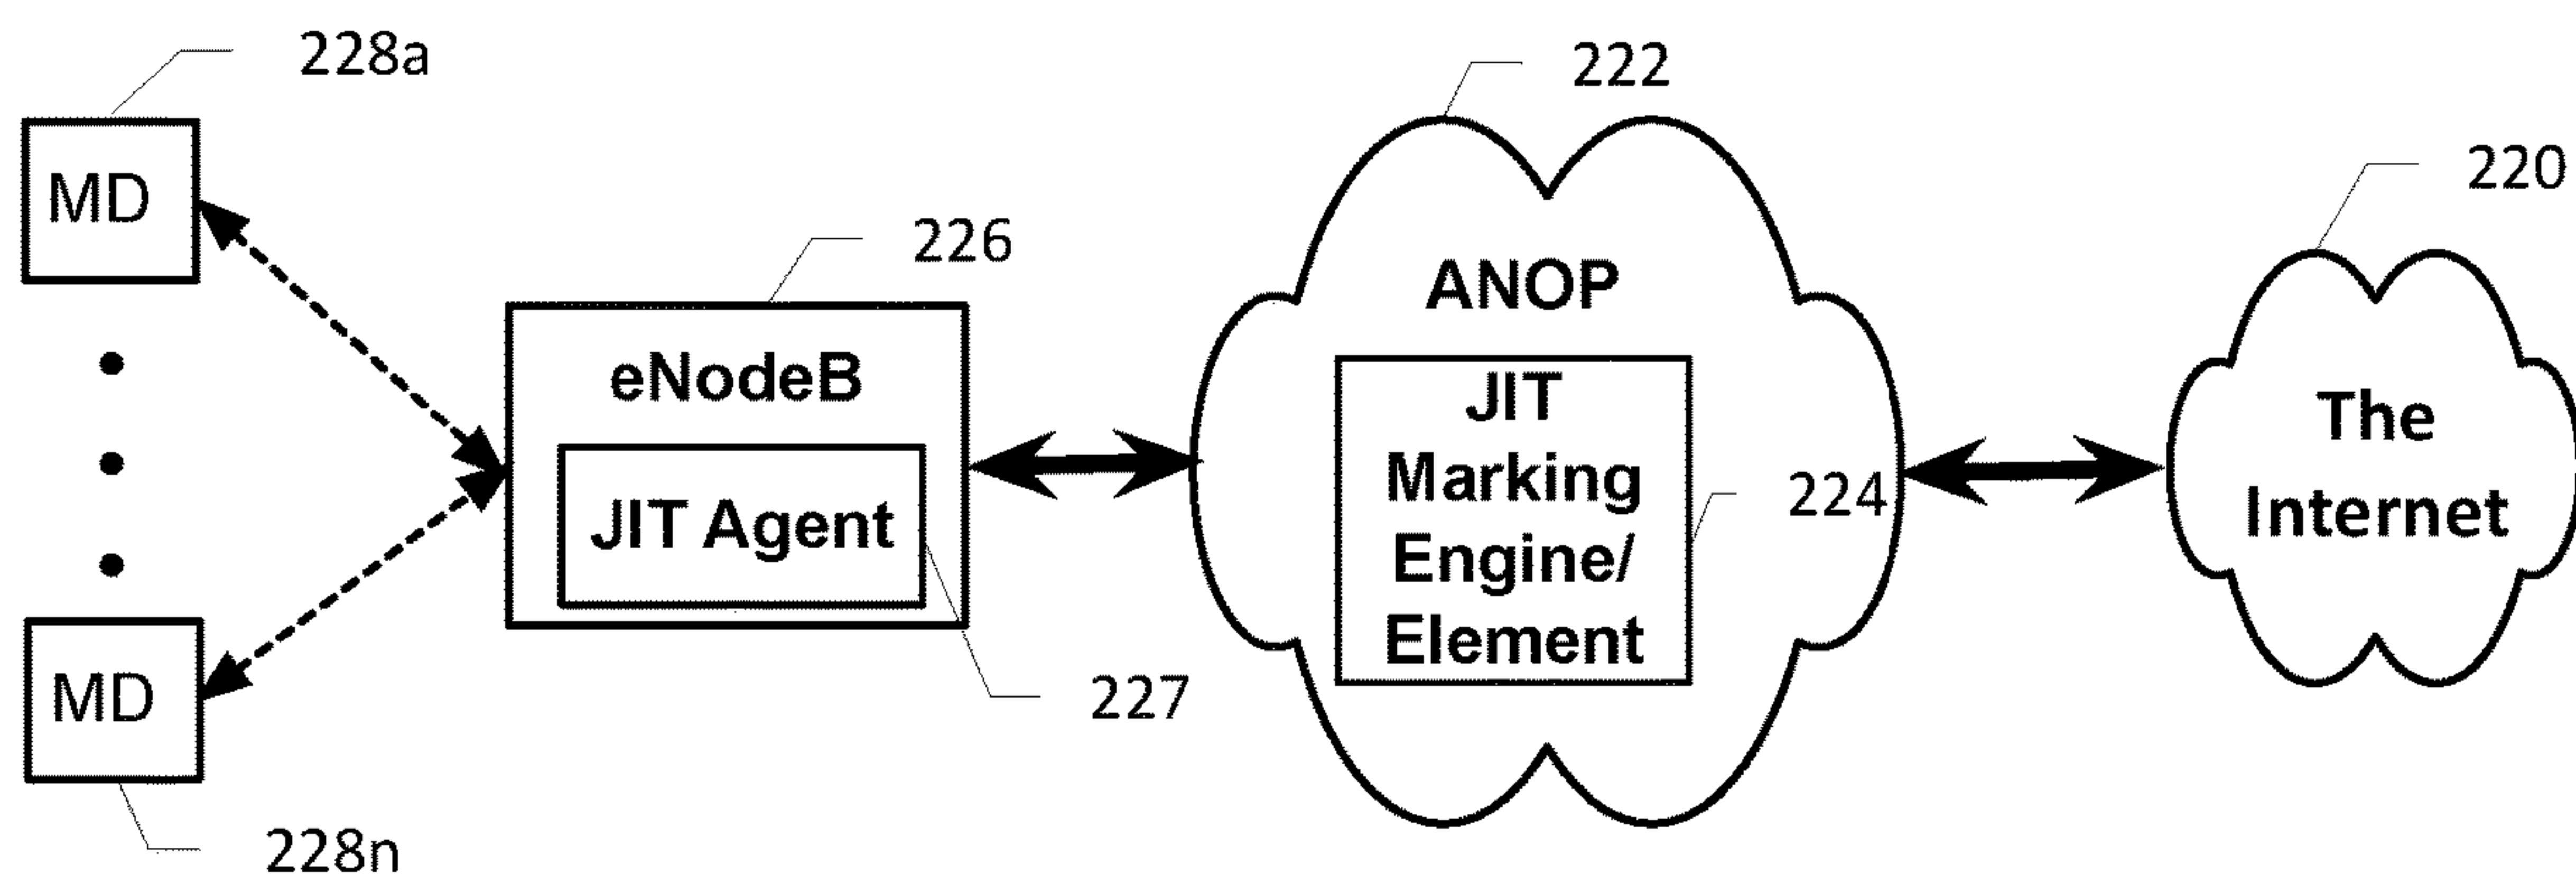 228a
222
220
MD
226
ANOP
eNodeB
JIT
Marking
Engine/
Element
224
The
Internet
JIT Agent
227
MD
228n